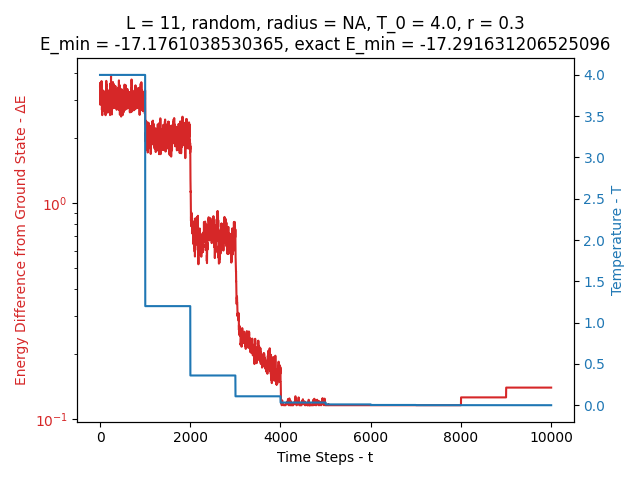 L = 11, random, radius = NA, T_0 = 4.0, r = 0.3
E_min = -17.1761038530365, exact E_min = -17.291631206525096
Energy Difference from Ground State - ΔE
10⁰
10⁻¹
4.0
3.5
3.0
2.5
2.0
1.5
1.0
0.5
0.0
Temperature - T
0 2000 4000 6000 8000 10000
Time Steps - t